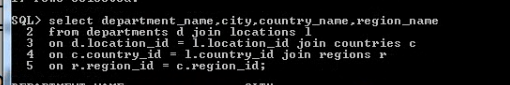 SQL> select department_name,city,country_name,region_name
2 from departments d join locations l
3 on d.location_id = l.location_id join countries c
4 on c.country_id = l.country_id join regions r
5 on r.region_id = c.region_id;